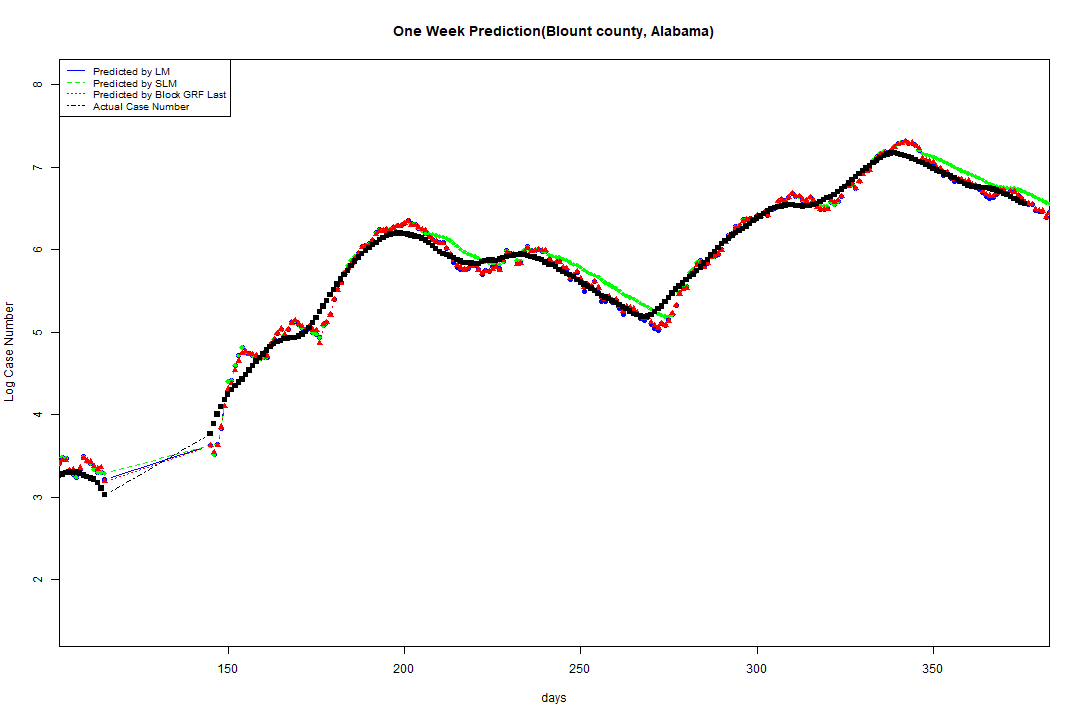 One Week Prediction(Blount county, Alabama)
Predicted by LM
Predicted by SLM
Predicted by Block GRF Last
Actual Case Number
8
7
6
5
4
3
2
Log Case Number
150 200 250 300 350
days